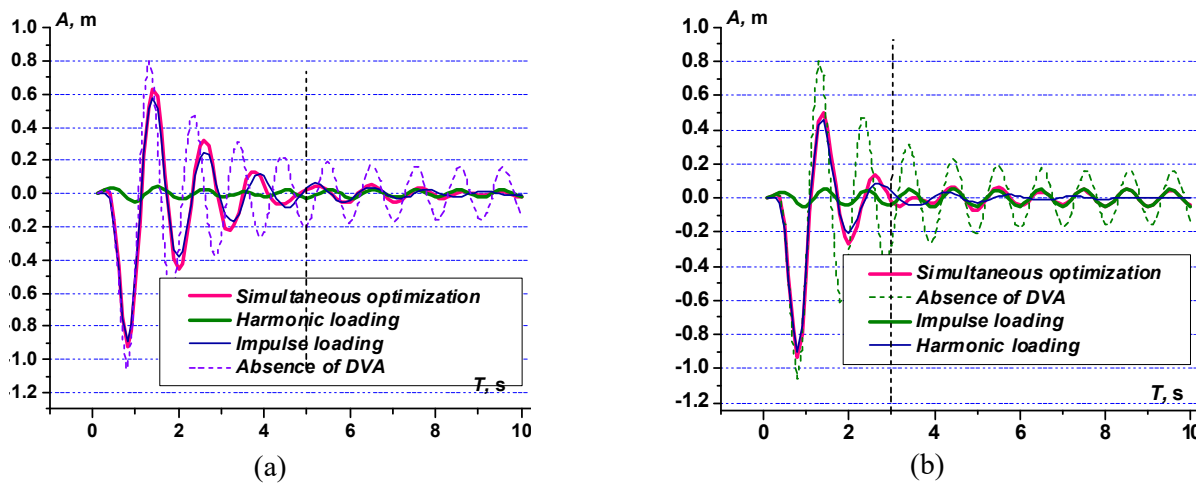 A, m
1.0
0.8
0.6
0.4
0.2
0.0
0.2
0.4
0.6
0.8
1.0
1.2
0
2
4
6
8
10
T, s
Simultaneous optimization
Harmonic loading
Impulse loading
Absence of DVA
(a)
A, m
1.0
0.8
0.6
0.4
0.2
0.0
-0.2
-0.4
-0.6
-0.8
-1.0
-1.2
0
2
4
6
8
10
T, s
Simultaneous optimization
Absence of DVA
Impulse loading
Harmonic loading
(b)